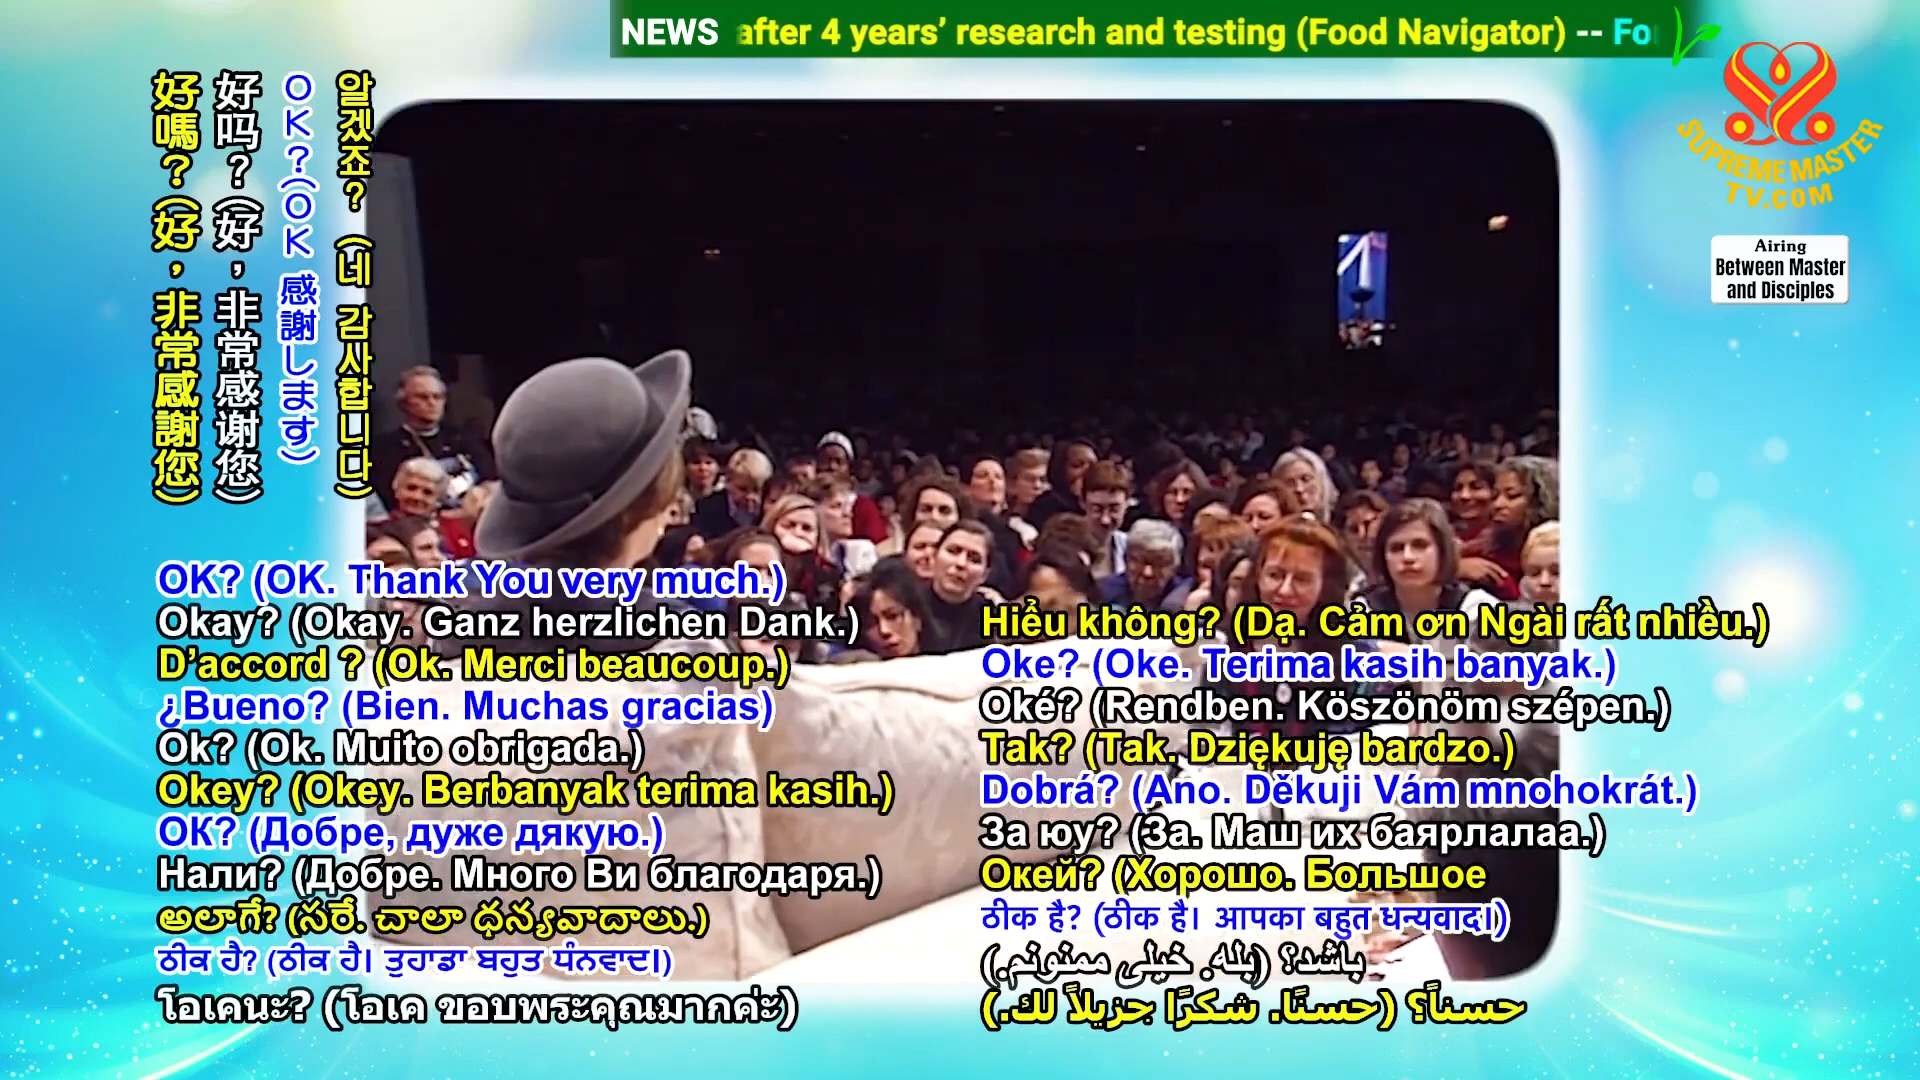 NEWS after 4 years’ research and testing (Food Navigator) -- Fo
SUPREME MASTER
TV.COM
Airing
Between Master
and Disciples
好嗎？(好，非常感謝您)
好吗？(好，非常感谢您)
OK？(OK 感謝します)
알겠죠? (네 감사합니다)
OK? (OK. Thank You very much.)
Okay? (Okay. Ganz herzlichen Dank.)
D’accord ? (Ok. Merci beaucoup.)
¿Bueno? (Bien. Muchas gracias)
Ok? (Ok. Muito obrigada.)
Okey? (Okey. Berbanyak terima kasih.)
ОК? (Добре, дуже дякую.)
Нали? (Добре. Много Ви благодаря.)
అలాగే? (సరే. చాలా ధన్యవాదాలు.)
ਠੀਕ ਹੈ? (ਠੀਕ ਹੈ। ਤੁਹਾਡਾ ਬਹੁਤ ਧੰਨਵਾਦ।)
โอเคนะ? (โอเค ขอบพระคุณมากค่ะ)
Hiểu không? (Dạ. Cảm ơn Ngài rất nhiều.)
Oke? (Oke. Terima kasih banyak.)
Oké? (Rendben. Köszönöm szépen.)
Tak? (Tak. Dziękuję bardzo.)
Dobrá? (Ano. Děkuji Vám mnohokrát.)
За юу? (За. Маш их баярлалаа.)
Окей? (Хорошо. Большое
ठीक है? (ठीक है। आपका बहुत धन्यवाद।)
باشد؟ (بله. خیلی ممنونم.)
حسناً؟ (حسنًا. شكرًا جزيلاً لك.)